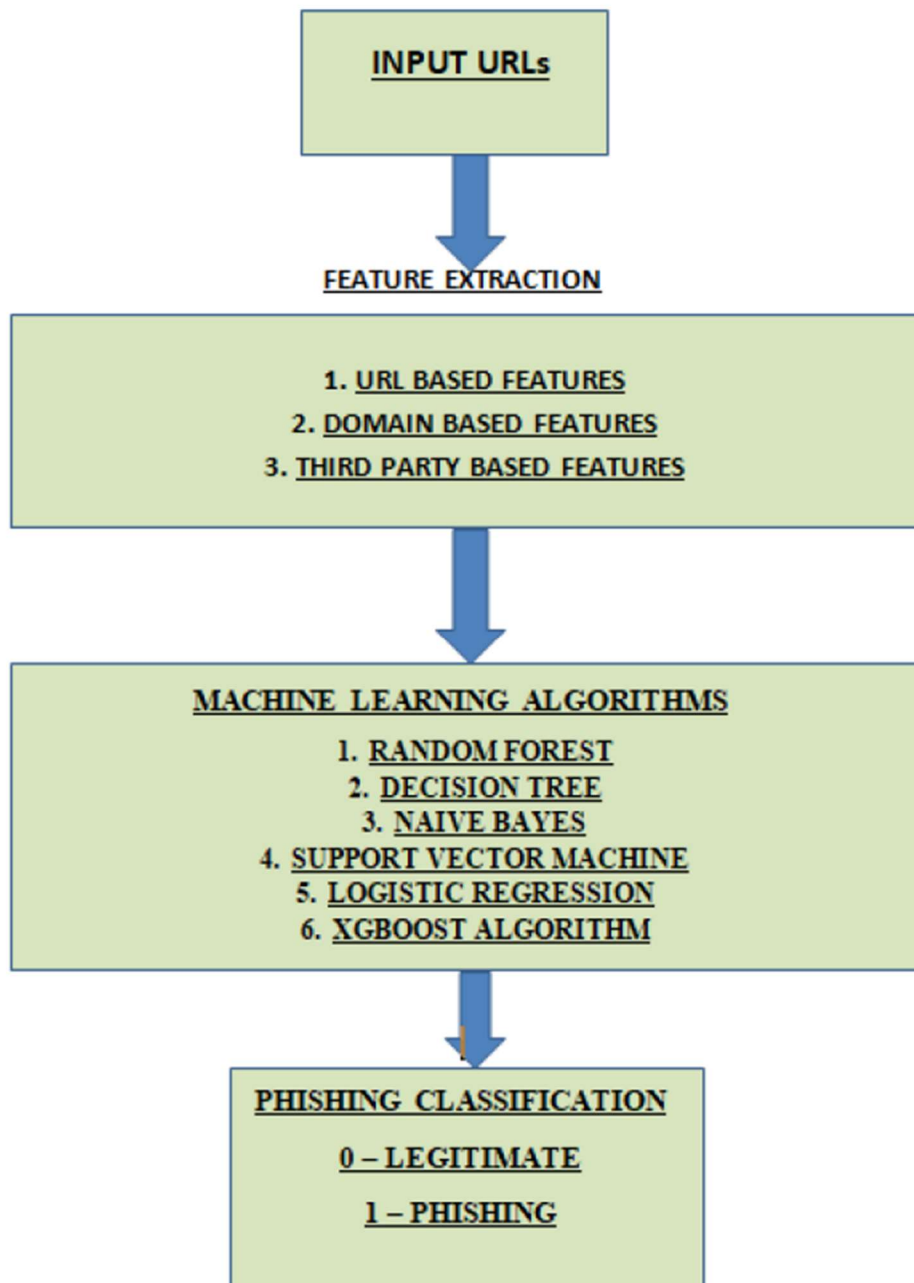 INPUT URLs
FEATURE EXTRACTION
1. URL BASED FEATURES
2. DOMAIN BASED FEATURES
3. THIRD PARTY BASED FEATURES
MACHINE LEARNING ALGORITHMS
1. RANDOM FOREST
2. DECISION TREE
3. NAIVE BAYES
4. SUPPORT VECTOR MACHINE
5. LOGISTIC REGRESSION
6. XGBOOST ALGORITHM
PHISHING CLASSIFICATION
0 – LEGITIMATE
1 – PHISHING